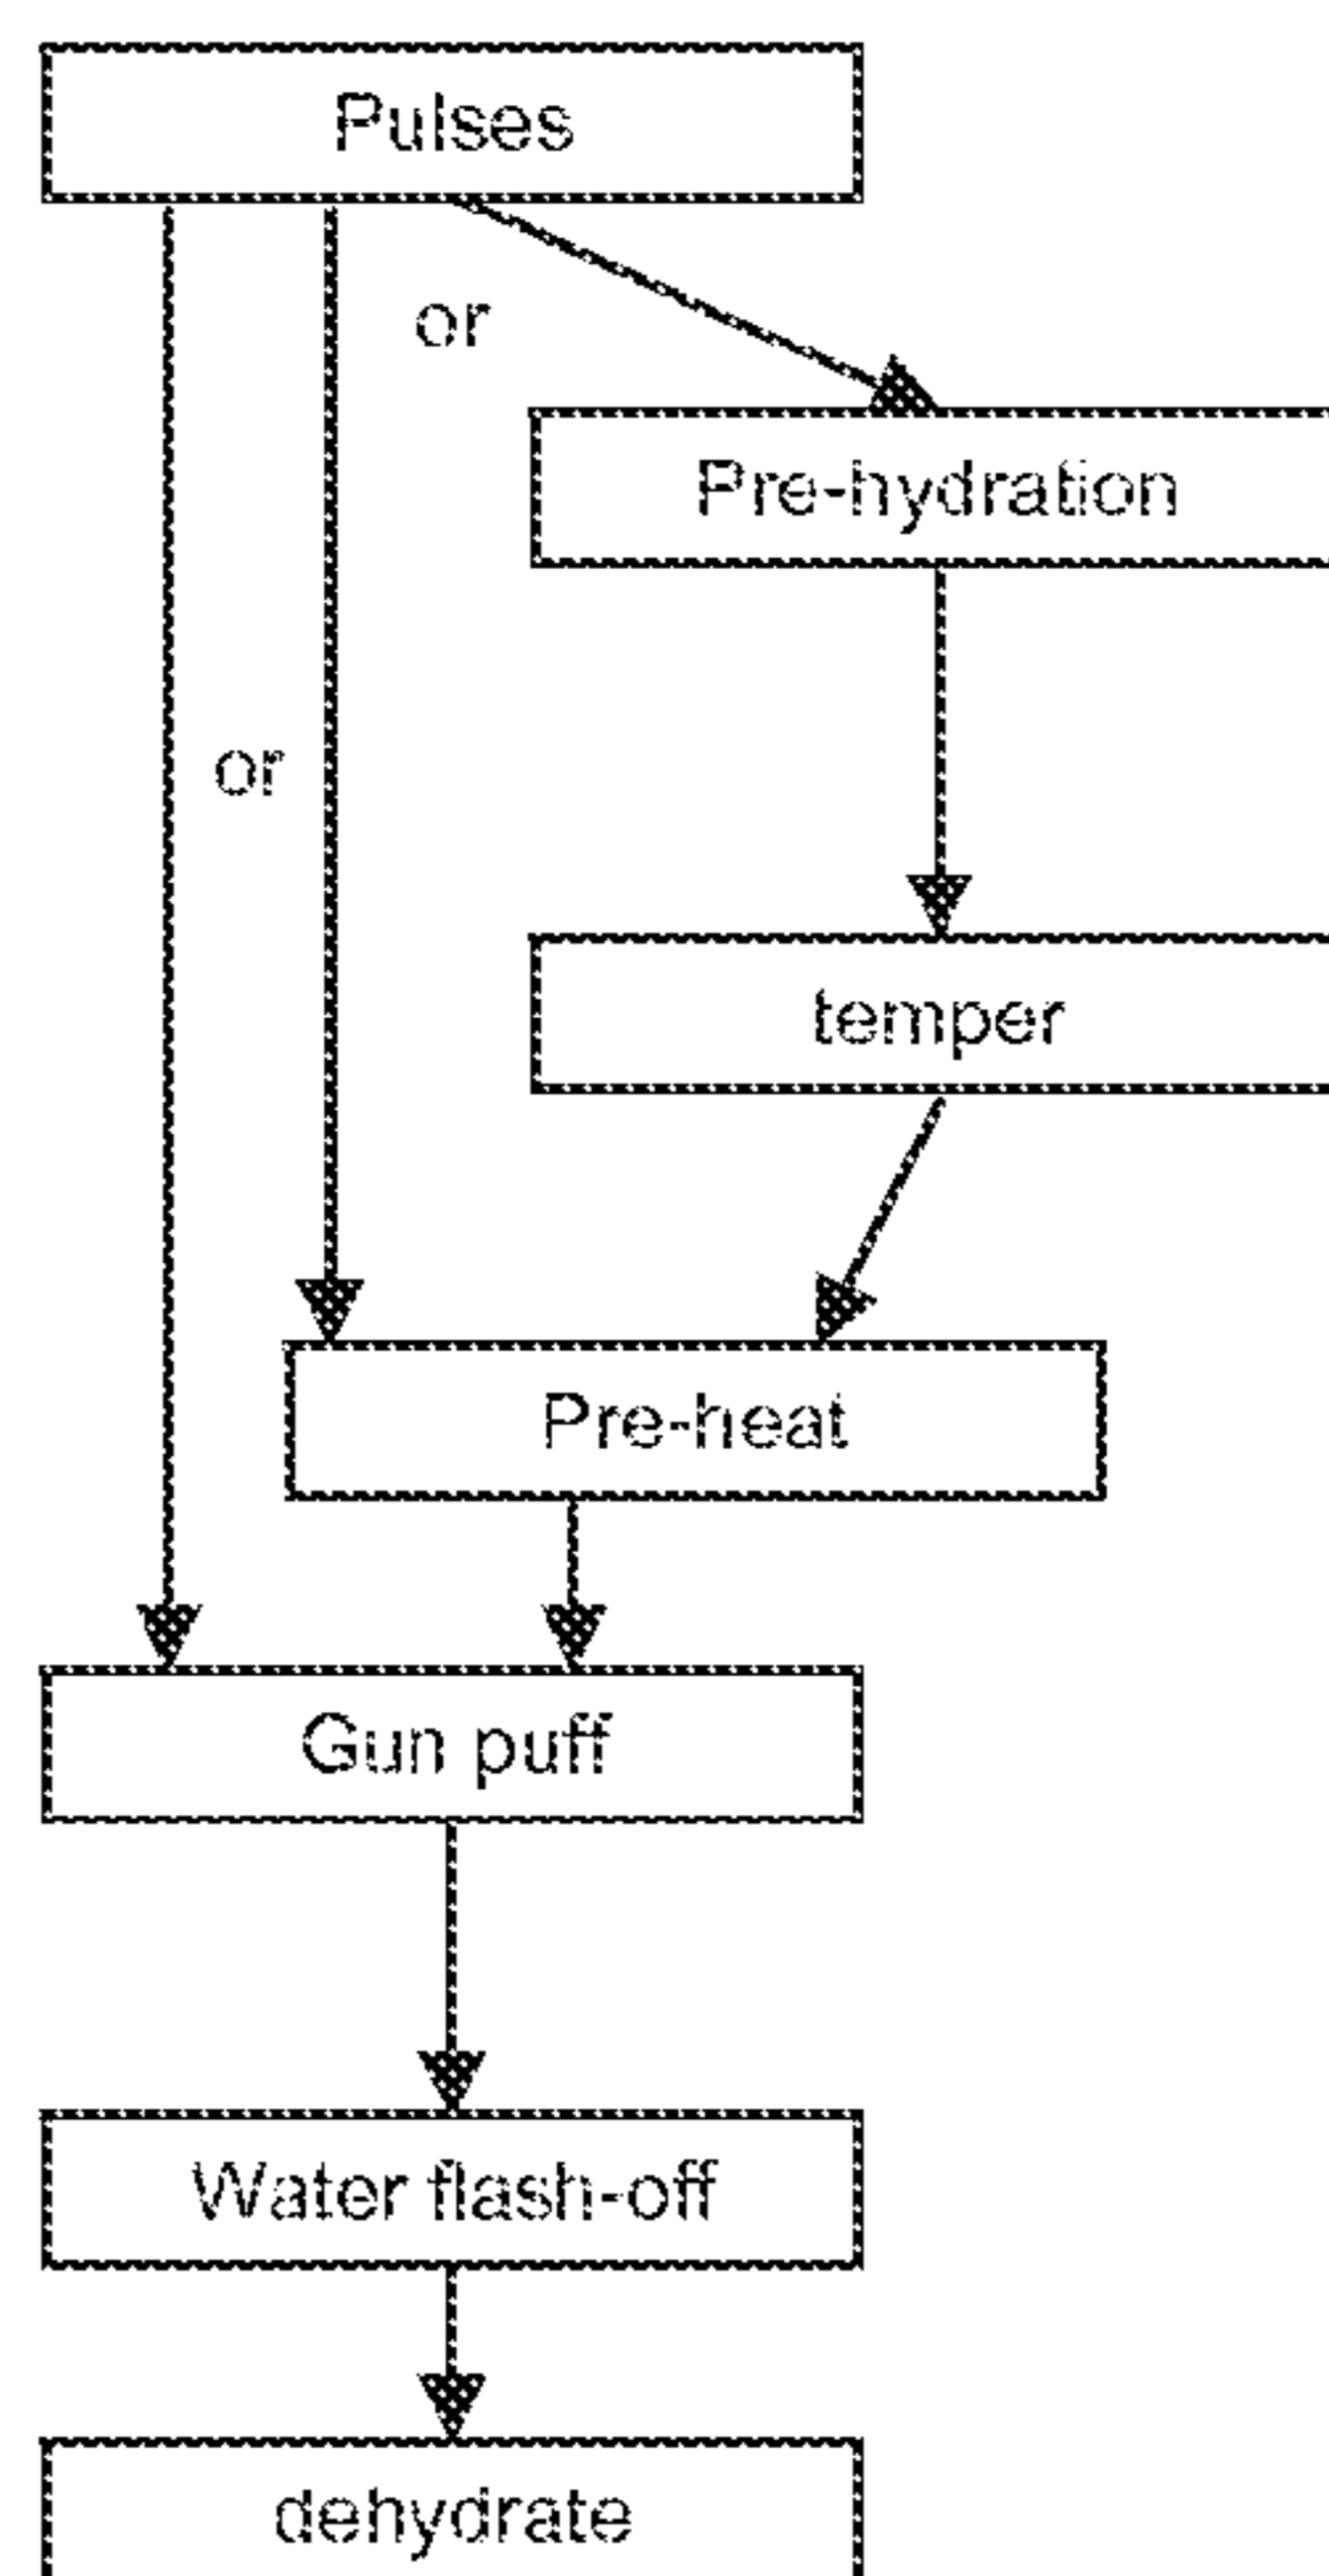 Pulses
or
Pre-hydration
or
temper
Pre-heat
Gun puff
Water flash-off
dehydrate